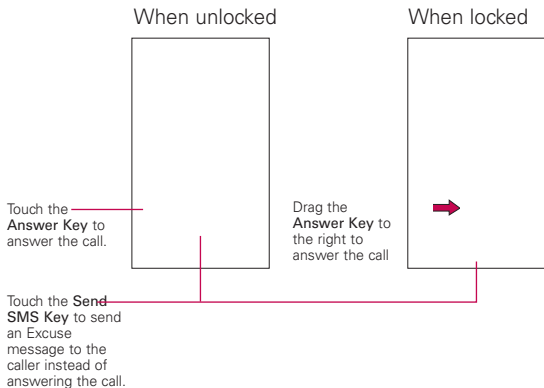 When unlocked
When locked
Touch the
Answer Key to
answer the call.
Drag the
Answer Key to
the right to
answer the call
Touch the Send
SMS Key to send
an Excuse
message to the
caller instead of
answering the call.